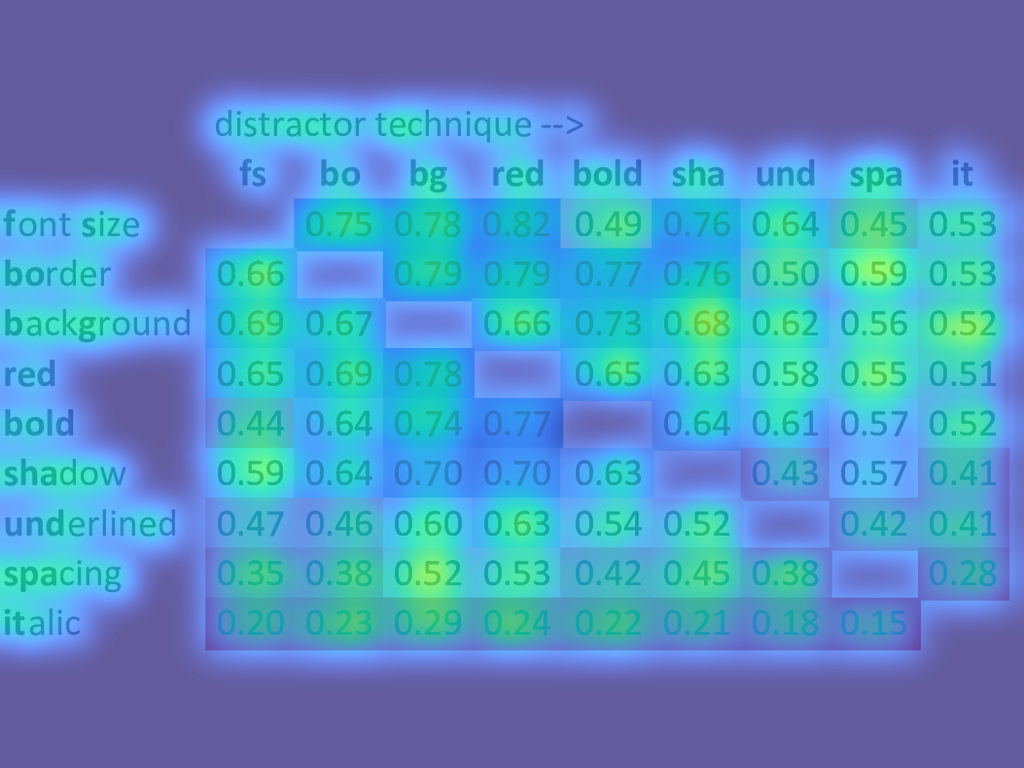 distractor technique -->
fs bo bg red bold sha und spa it
font size 0.75 0.78 0.82 0.49 0.76 0.64 0.45 0.53
border 0.66 0.79 0.79 0.77 0.76 0.50 0.59 0.53
background 0.69 0.67 0.66 0.73 0.68 0.62 0.56 0.52
red 0.65 0.69 0.78 0.65 0.63 0.58 0.55 0.51
bold 0.44 0.64 0.74 0.77 0.64 0.61 0.57 0.52
shadow 0.59 0.64 0.70 0.70 0.63 0.43 0.57 0.41
underlined 0.47 0.46 0.60 0.63 0.54 0.52 0.42 0.41
spacing 0.35 0.38 0.52 0.53 0.42 0.45 0.38 0.28
italic 0.20 0.23 0.29 0.24 0.22 0.21 0.18 0.15